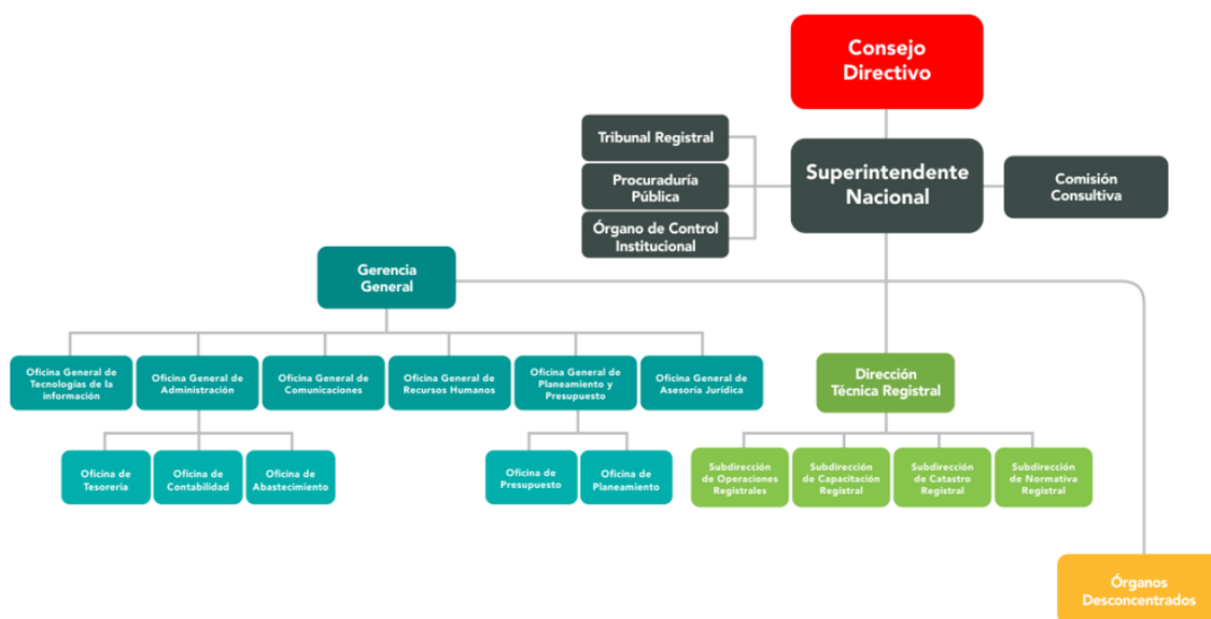 Consejo
Directivo
Tribunal Registral
Procuraduría
Pública
Órgano de Control
Institucional
Superintendente
Nacional
Comisión
Consultiva
Gerencia
General
Oficina General de
Tecnologías de la
información
Oficina General de
Administración
Oficina General de
Comunicaciones
Oficina General de
Recursos Humanos
Oficina General de
Planeamiento y
Presupuesto
Oficina General de
Asesoría Jurídica
Dirección
Técnica Registral
Oficina de
Tesoreria
Oficina de
Contabilidad
Oficina de
Abastecimiento
Oficina de
Presupuesto
Oficina de
Planeamiento
Subdirección
de Operaciones
Registrales
Subdirección
de Capacitación
Registral
Subdirección
de Catastro
Registral
Subdirección
de Normativa
Registral
Órganos
Desconcentrados